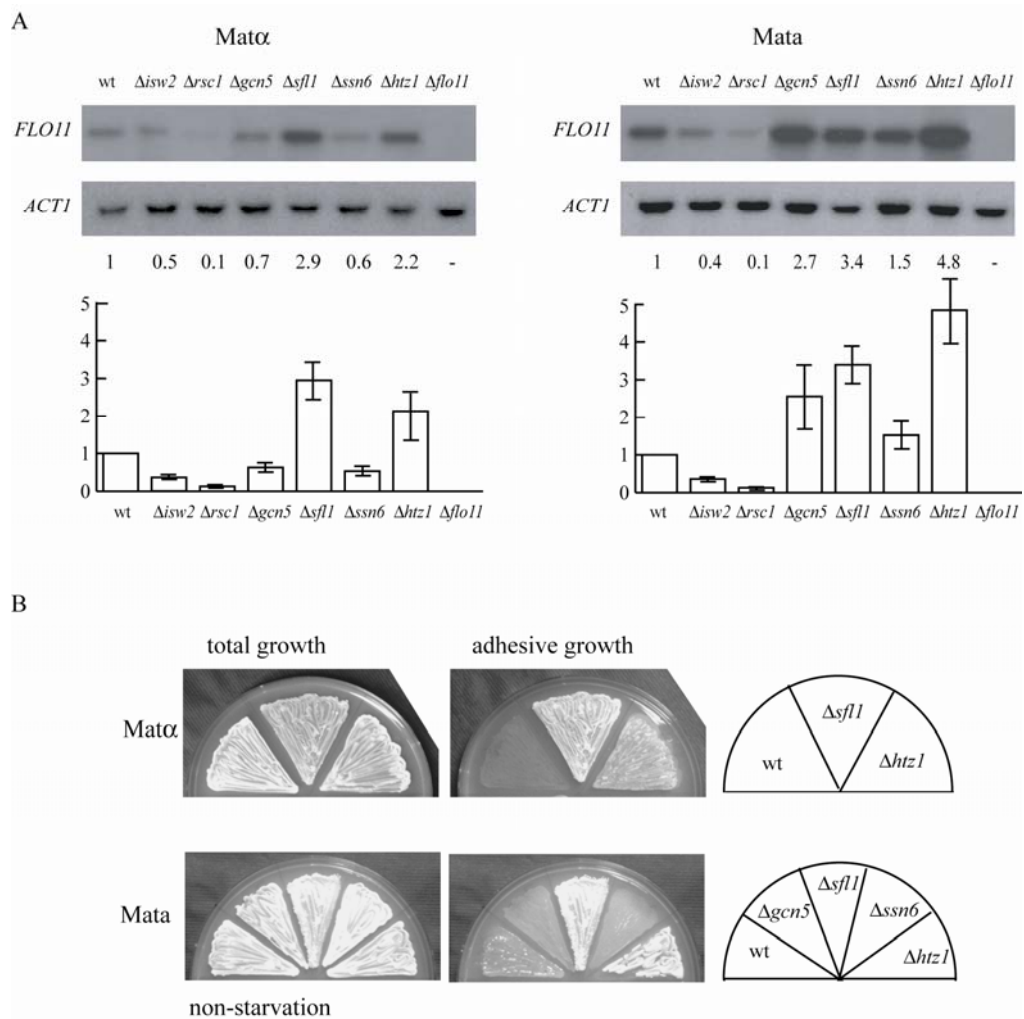 A
Matα
wt Δisw2 Δrsc1 Δgcn5 Δsfl1 Δssn6 Δhtz1 Δflo11
FLO11
ACT1
1 0.5 0.1 0.7 2.9 0.6 2.2 -
5
4
3
2
1
0
wt Δisw2 Δrsc1 Δgcn5 Δsfl1 Δssn6 Δhtz1 Δflo11
Mata
wt Δisw2 Δrsc1 Δgcn5 Δsfl1 Δssn6 Δhtz1 Δflo11
FLO11
ACT1
1 0.4 0.1 2.7 3.4 1.5 4.8 -
5
4
3
2
1
0
wt Δisw2 Δrsc1 Δgcn5 Δsfl1 Δssn6 Δhtz1 Δflo11
B
total growth adhesive growth
Matα
wt Δsfl1 Δhtz1
Mata
wt Δgcn5 Δsfl1 Δssn6 Δhtz1
non-starvation